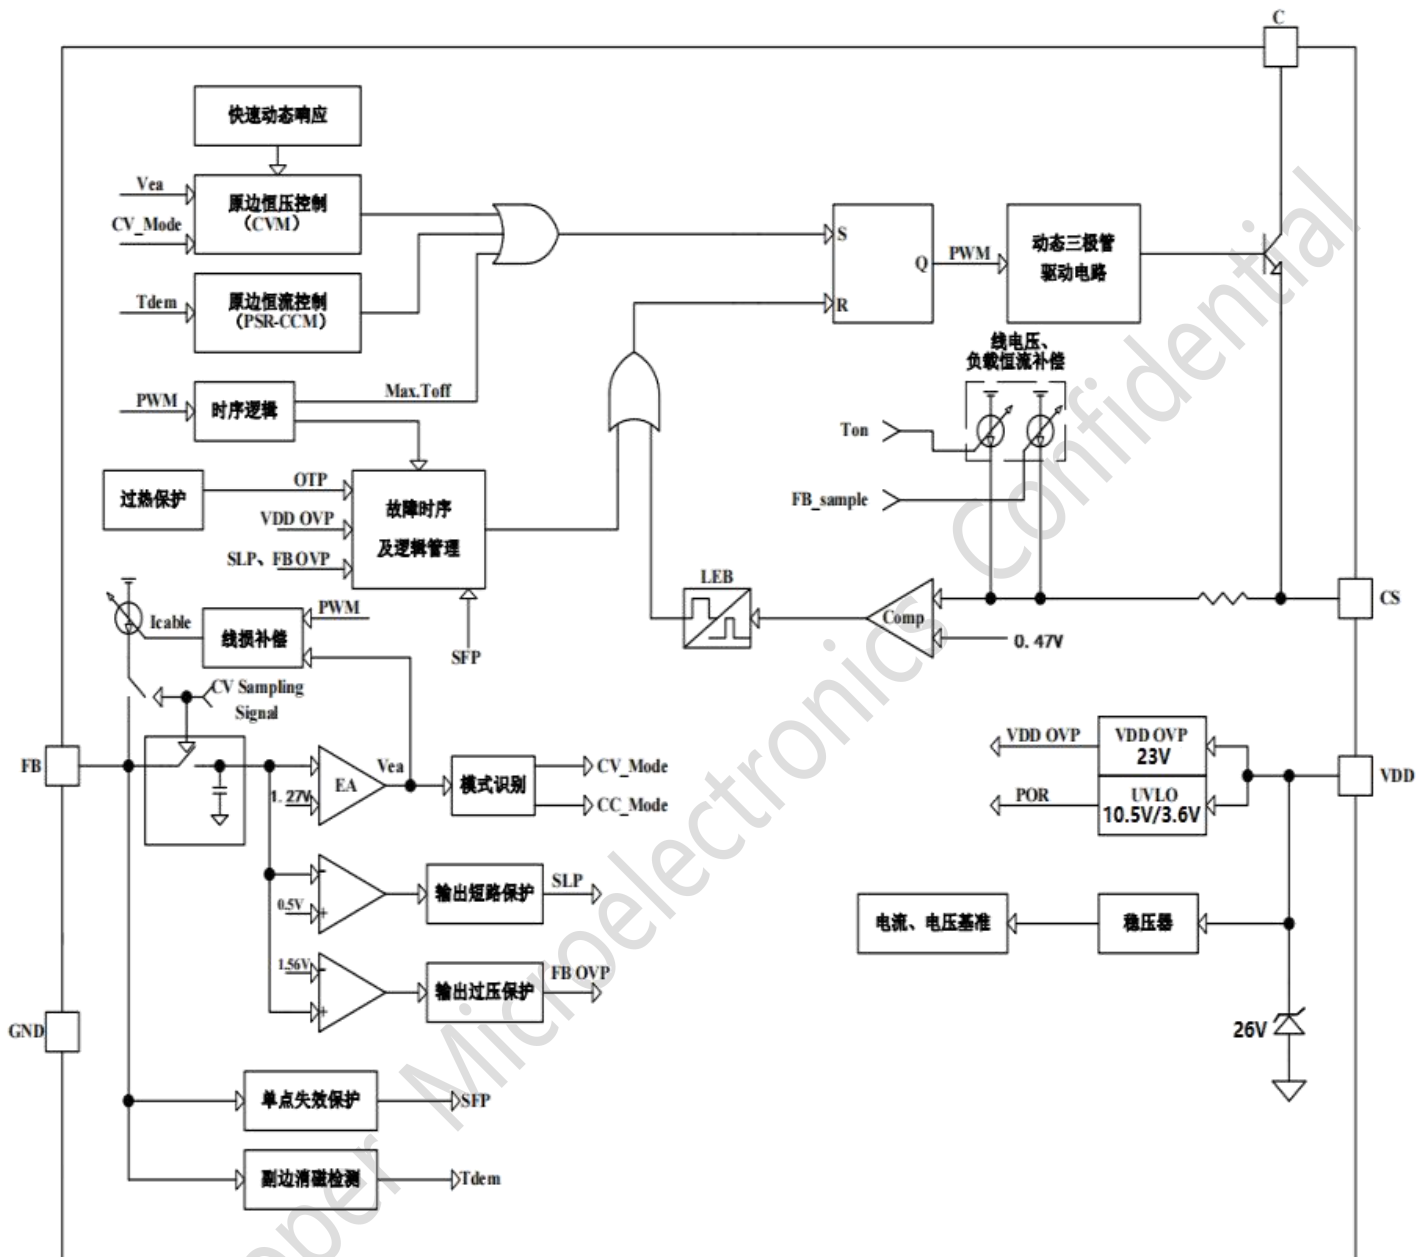 C
快速动态响应
Vea
CV_Mode
原边恒压控制
（CVM）
Tdem
原边恒流控制
（PSR-CCM）
PWM
时序逻辑
Max.Toff
S
R
Q
PWM
动态三极管
驱动电路
线电压、
负载恒流补偿
Ton
FB_sample
过热保护
OTP
VDD OVP
SLP、FB OVP
故障时序
及逻辑管理
SFP
LEB
Comp
0.47V
CS
Icable
线损补偿
PWM
CV Sampling
Signal
FB
1.27V
EA
Vea
模式识别
CV_Mode
CC_Mode
VDD OVP
VDD OVP
23V
POR
UVLO
10.5V/3.6V
VDD
-
0.5V
+
输出短路保护
SLP
电流、电压基准
稳压器
1.56V
-
+
输出过压保护
FB OVP
26V
GND
单点失效保护
SFP
副边消磁检测
Tdem
per Microelectronics Confidential